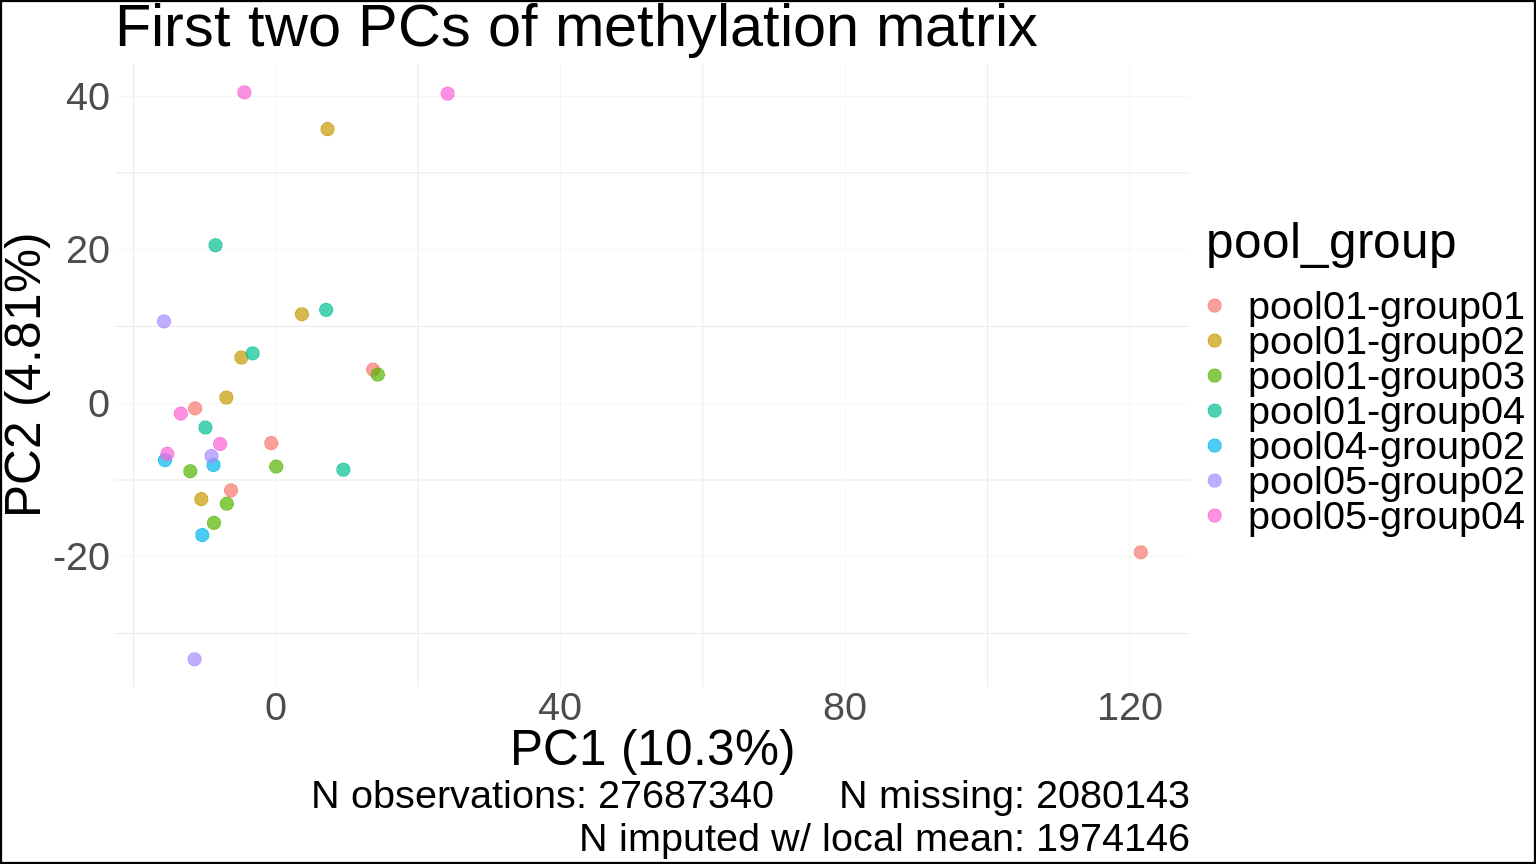 First two PCs of methylation matrix
40
20
0
-20
PC2 (4.81%)
0 40 80 120
PC1 (10.3%)
N observations: 27687340 N missing: 2080143
N imputed w/ local mean: 1974146
pool_group
pool01-group01
pool01-group02
pool01-group03
pool01-group04
pool04-group02
pool05-group02
pool05-group04